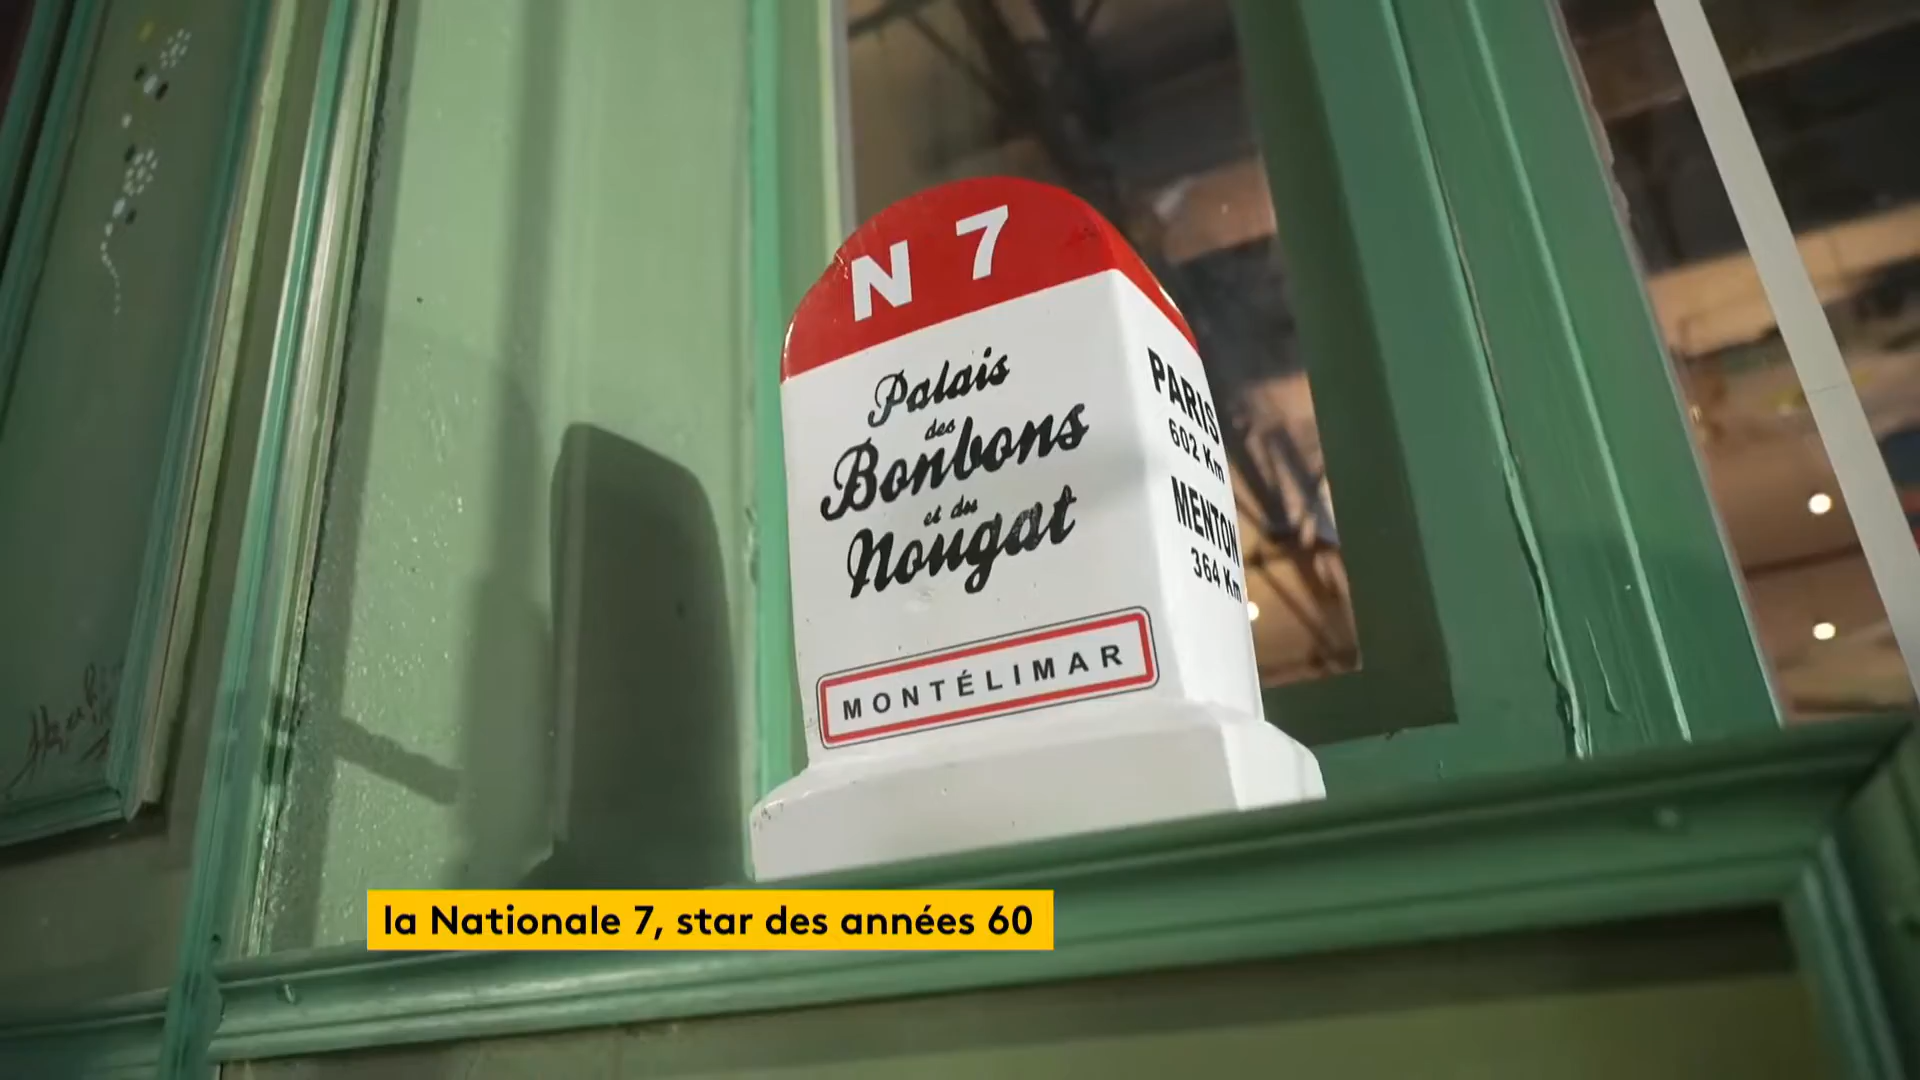 N 7
Palais
des
Bonbons
et du
Nougat
MONTÉLIMAR
PARIS
602 Km
MENTON
364 Km
la Nationale 7, star des années 60